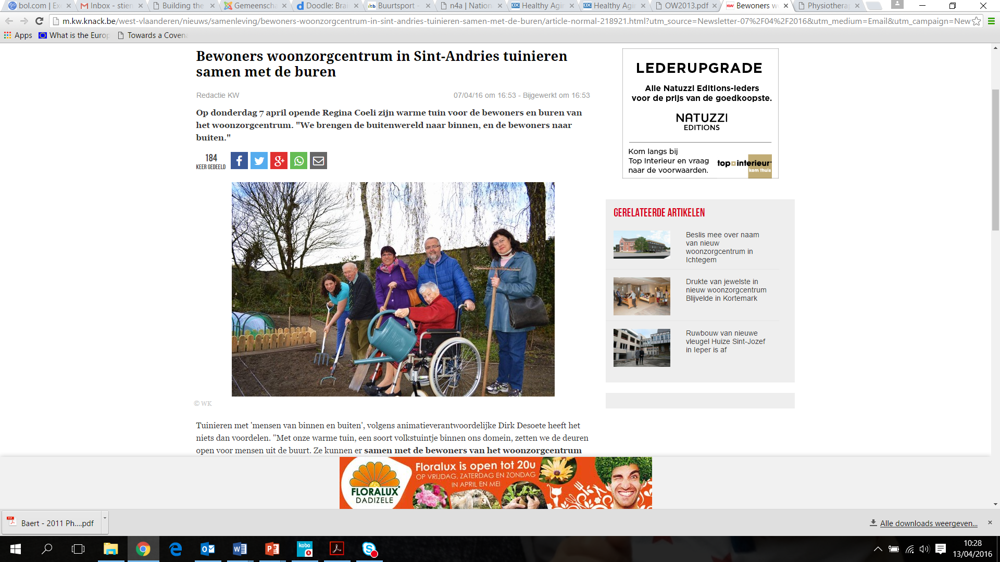 bol.com | Ex
Inbox - stien
Building the
Gemeenscha
Doodle: Brai
Buurtsport -
n4a | Nation
Healthy Agin
Healthy Agin
OW2013.pdf
Bewoners w
Physiotherap
m.kw.knack.be/west-vlaanderen/nieuws/samenleving/bewoners-woonzorgcentrum-in-sint-andries-tuinieren-samen-met-de-buren/article-normal-218921.html?utm_source=Newsletter-07%2F04%2F2016&utm_medium=Email&utm_campaign=New
Apps
What is the Europ
Towards a Coven
Bewoners woonzorgcentrum in Sint-Andries tuinieren
samen met de buren
Redactie KW
07/04/16 om 16:53 - Bijgewerkt om 16:53
Op donderdag 7 april opende Regina Coeli zijn warme tuin voor de bewoners en buren van
het woonzorgcentrum. "We brengen de buitenwereld naar binnen, en de bewoners naar
buiten."
184
KEER GEDEELD
© WK
Tuinieren met 'mensen van binnen en buiten', volgens animatieverantwoordelijke Dirk Desoete heeft het
niets dan voordelen. "Met onze warme tuin, een soort volkstuintje binnen ons domein, zetten we de deuren
open voor mensen uit de buurt. Ze kunnen er samen met de bewoners van het woonzorgcentrum
LEDERUPGRADE
Alle Natuzzi Editions-leders
voor de prijs van de goedkoopste.
NATUZZI
EDITIONS
Kom langs bij
Top Interieur en vraag
naar de voorwaarden.
top interieur
kom thuis
GERELATEERDE ARTIKELEN
Beslis mee over naam
van nieuw
woonzorgcentrum in
Ichtegem
Drukte van jewelste in
nieuw woonzorgcentrum
Blijvelde in Kortemark
Ruwbouw van nieuwe
vleugel Huize Sint-Jozef
in Ieper is af
FLORALUX
DADIZELE
Floralux is open tot 20u
OP VRIJDAG, ZATERDAG EN ZONDAG
IN APRIL EN MEI
Baert - 2011 Ph....pdf
Alle downloads weergeven...
10:28
13/04/2016